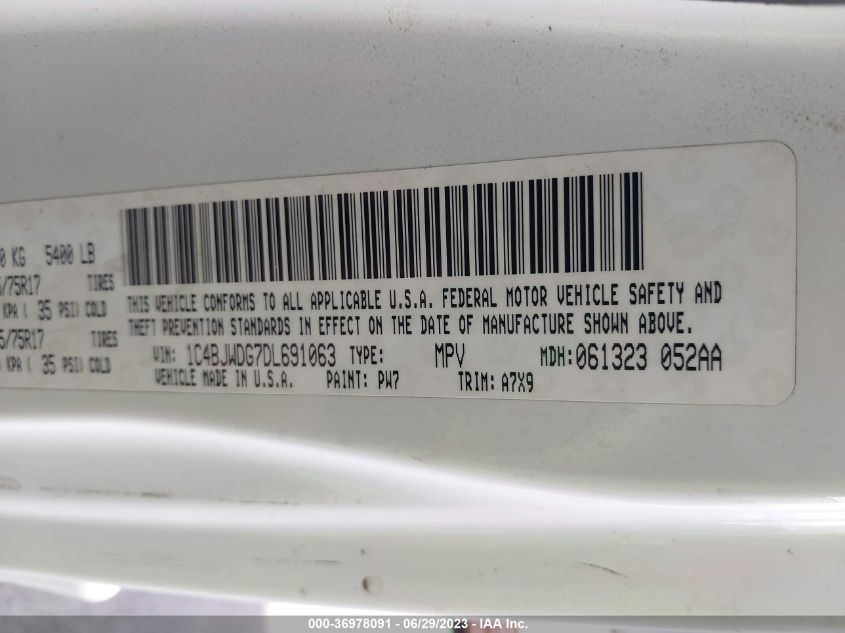 0 KG 5400 LB
/75R17 TIRES
KPA ( 35 PSI) COLD
5/75R17 TIRES
KPA ( 35 PSI) COLD
THIS VEHICLE CONFORMS TO ALL APPLICABLE U.S.A. FEDERAL MOTOR VEHICLE SAFETY AND
THEFT PREVENTION STANDARDS IN EFFECT ON THE DATE OF MANUFACTURE SHOWN ABOVE.
VIN: 1C4BJWDG7DL691063 TYPE: MPV MDH:061323 052AA
VEHICLE MADE IN U.S.A. PAINT: PW7 TRIM: A7X9
000-36978091 - 06/29/2023 - IAA Inc.